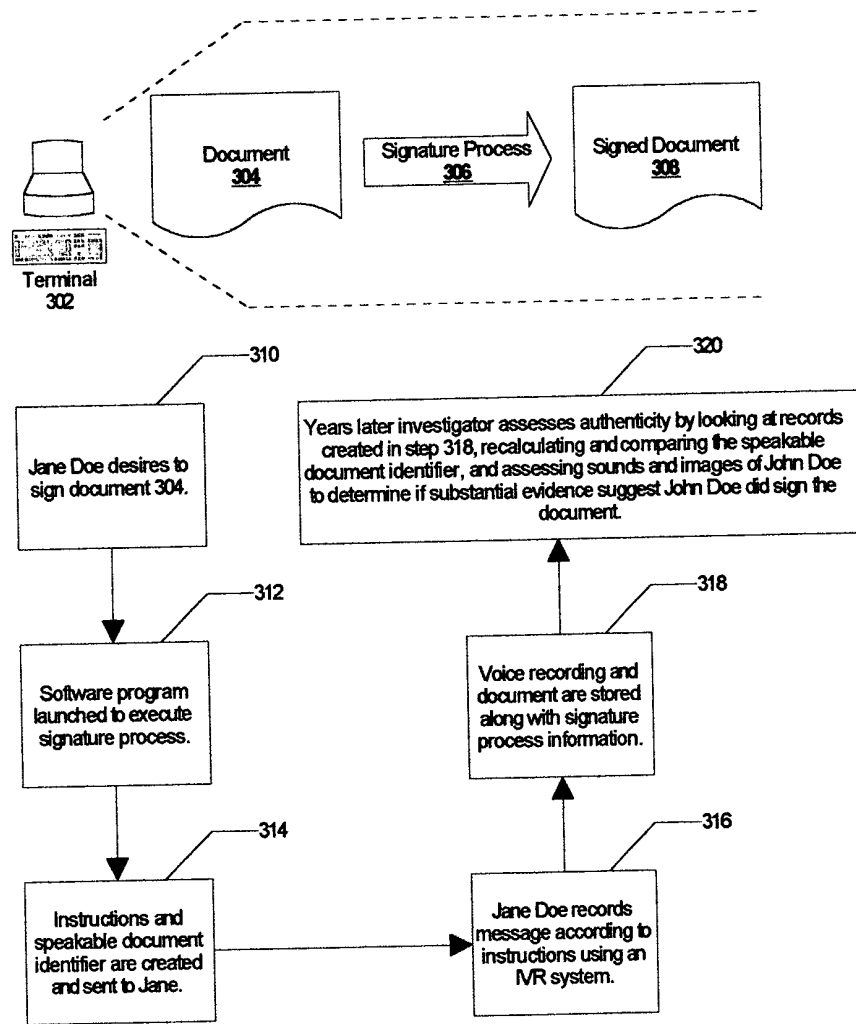 Document
304
Signature Process
306
Signed Document
308
Terminal
302
310
Jane Doe desires to
sign document 304.
312
Software program
launched to execute
signature process.
314
Instructions and
speakable document
identifier are created
and sent to Jane.
316
Jane Doe records
message according to
instructions using an
IVR system.
318
Voice recording and
document are stored
along with signature
process information.
320
Years later investigator assesses authenticity by looking at records
created in step 318, recalculating and comparing the speakable
document identifier, and assessing sounds and images of John Doe
to determine if substantial evidence suggest John Doe did sign the
document.